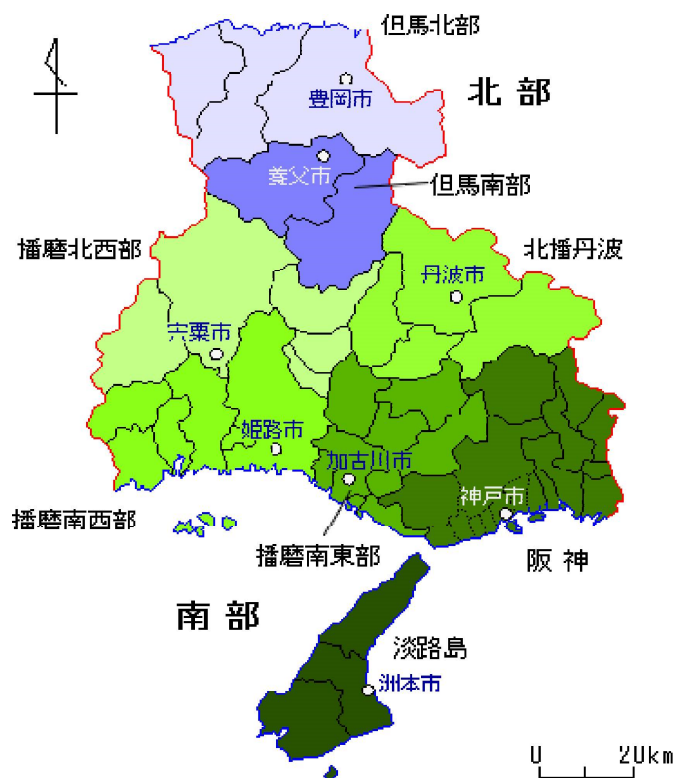 但馬北部
豊岡市
北部
養父市
但馬南部
播磨北西部
北播丹波
丹波市
宍粟市
姫路市
加古川市
神戸市
播磨南西部
播磨南東部
阪神
南部
淡路島
洲本市
0 20km